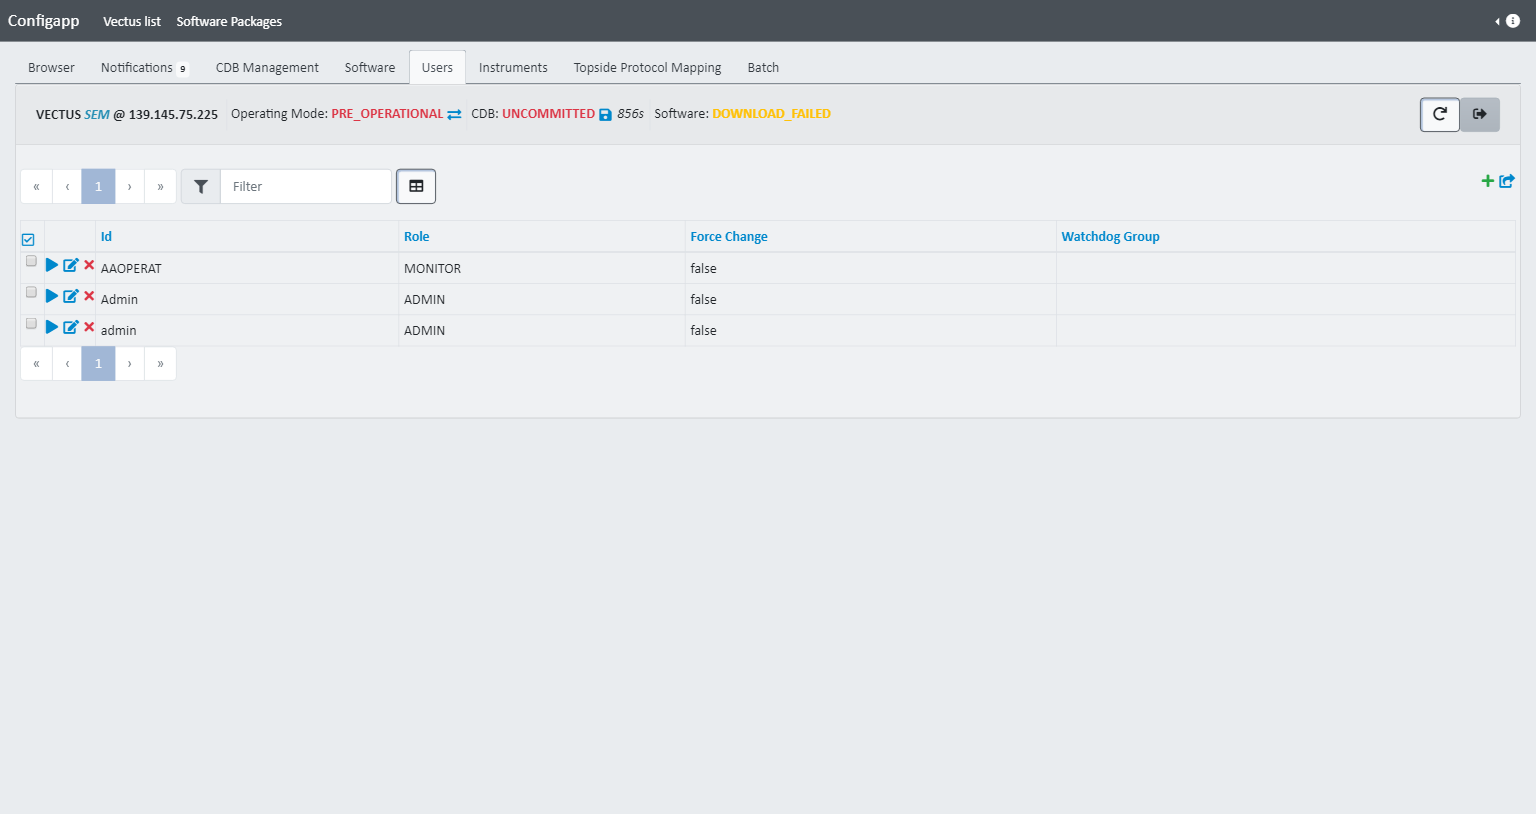 Configapp Vectus list Software Packages
Browser Notifications 9 CDB Management Software Users Instruments Topside Protocol Mapping Batch
VECTUS SEM @ 139.145.75.225 Operating Mode: PRE_OPERATIONAL CDB: UNCOMMITTED 856s Software: DOWNLOAD_FAILED
« ‹ 1 › » Filter
Id Role Force Change Watchdog Group
AAOPERAT MONITOR false
Admin ADMIN false
admin ADMIN false
« ‹ 1 › »